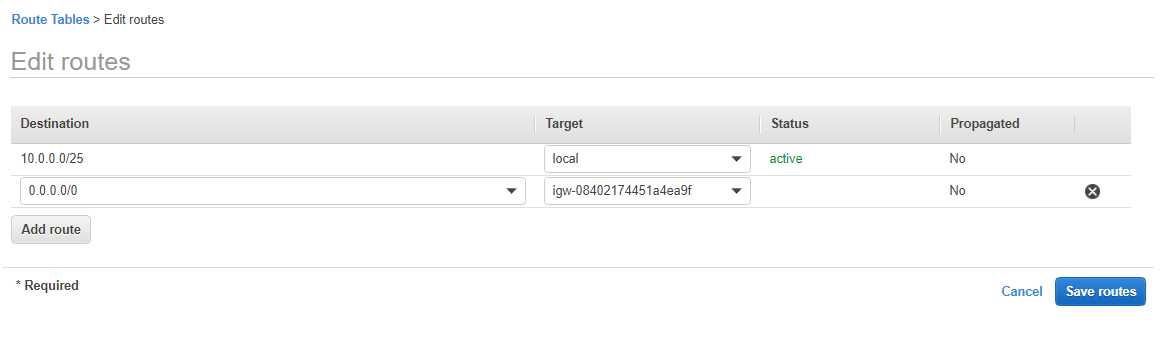 Route Tables > Edit routes
Edit routes
Destination Target Status Propagated
10.0.0.0/25 local active No
0.0.0.0/0 igw-08402174451a4ea9f No
Add route
* Required
Cancel Save routes